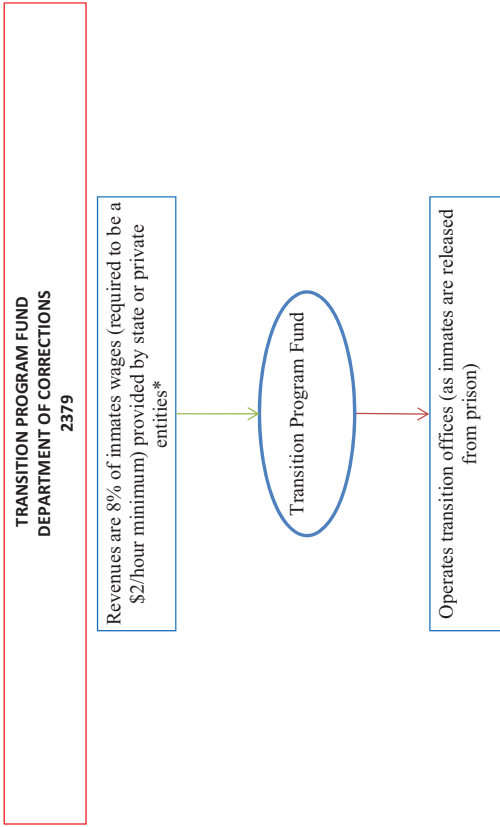 TRANSITION PROGRAM FUND
DEPARTMENT OF CORRECTIONS
2379
Revenues are 8% of inmates wages (required to be a
$2/hour minimum) provided by state or private
entities*
Transition Program Fund
Operates transition offices (as inmates are released
from prison)